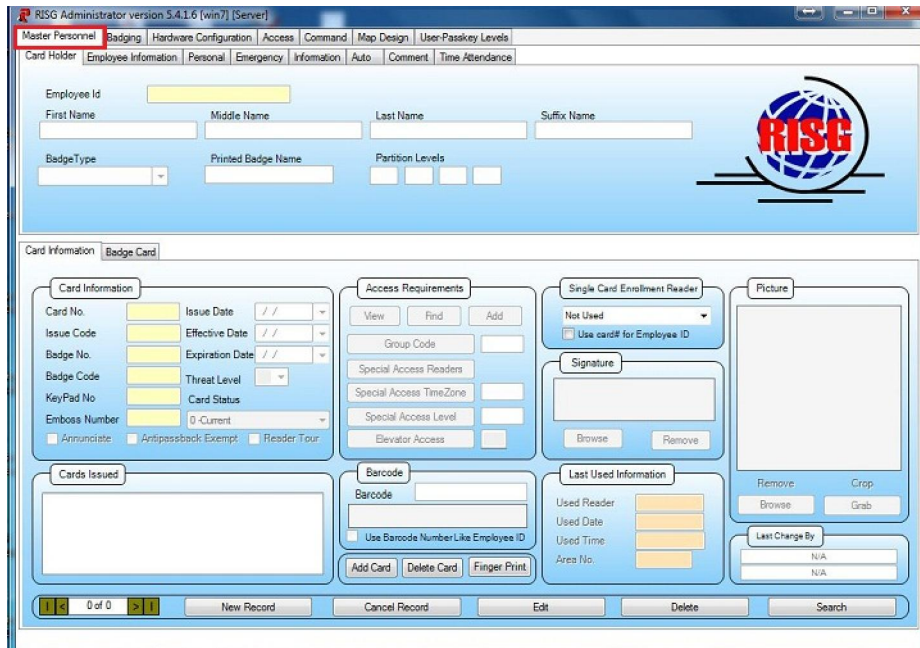 RISG Administrator version 5.4.1.6 [win7] [Server]
Master Personnel Badging Hardware Configuration Access Command Map Design User-Passkey Levels
Card Holder Employee Information Personal Emergency Information Auto Comment Time Attendance
Employee Id
First Name Middle Name Last Name Suffix Name
RISG
BadgeType Printed Badge Name Partition Levels
Card Information Badge Card
Card Information
Card No. Issue Date / /
Issue Code Effective Date / /
Badge No. Expiration Date / /
Badge Code Threat Level
KeyPad No Card Status
Emboss Number 0 -Current
Annunciate Antipassback Exempt Reader Tour
Access Requirements
View Find Add
Group Code
Special Access Readers
Special Access TimeZone
Special Access Level
Elevator Access
Single Card Enrollment Reader
Not Used
Use card# for Employee ID
Signature
Browse Remove
Picture
Remove Crop
Browse Grab
Cards Issued
Barcode
Barcode
Use Barcode Number Like Employee ID
Add Card Delete Card Finger Print
Last Used Information
Used Reader
Used Date
Used Time
Area No.
Last Change By
N/A
N/A
0 of 0 New Record Cancel Record Edit Delete Search